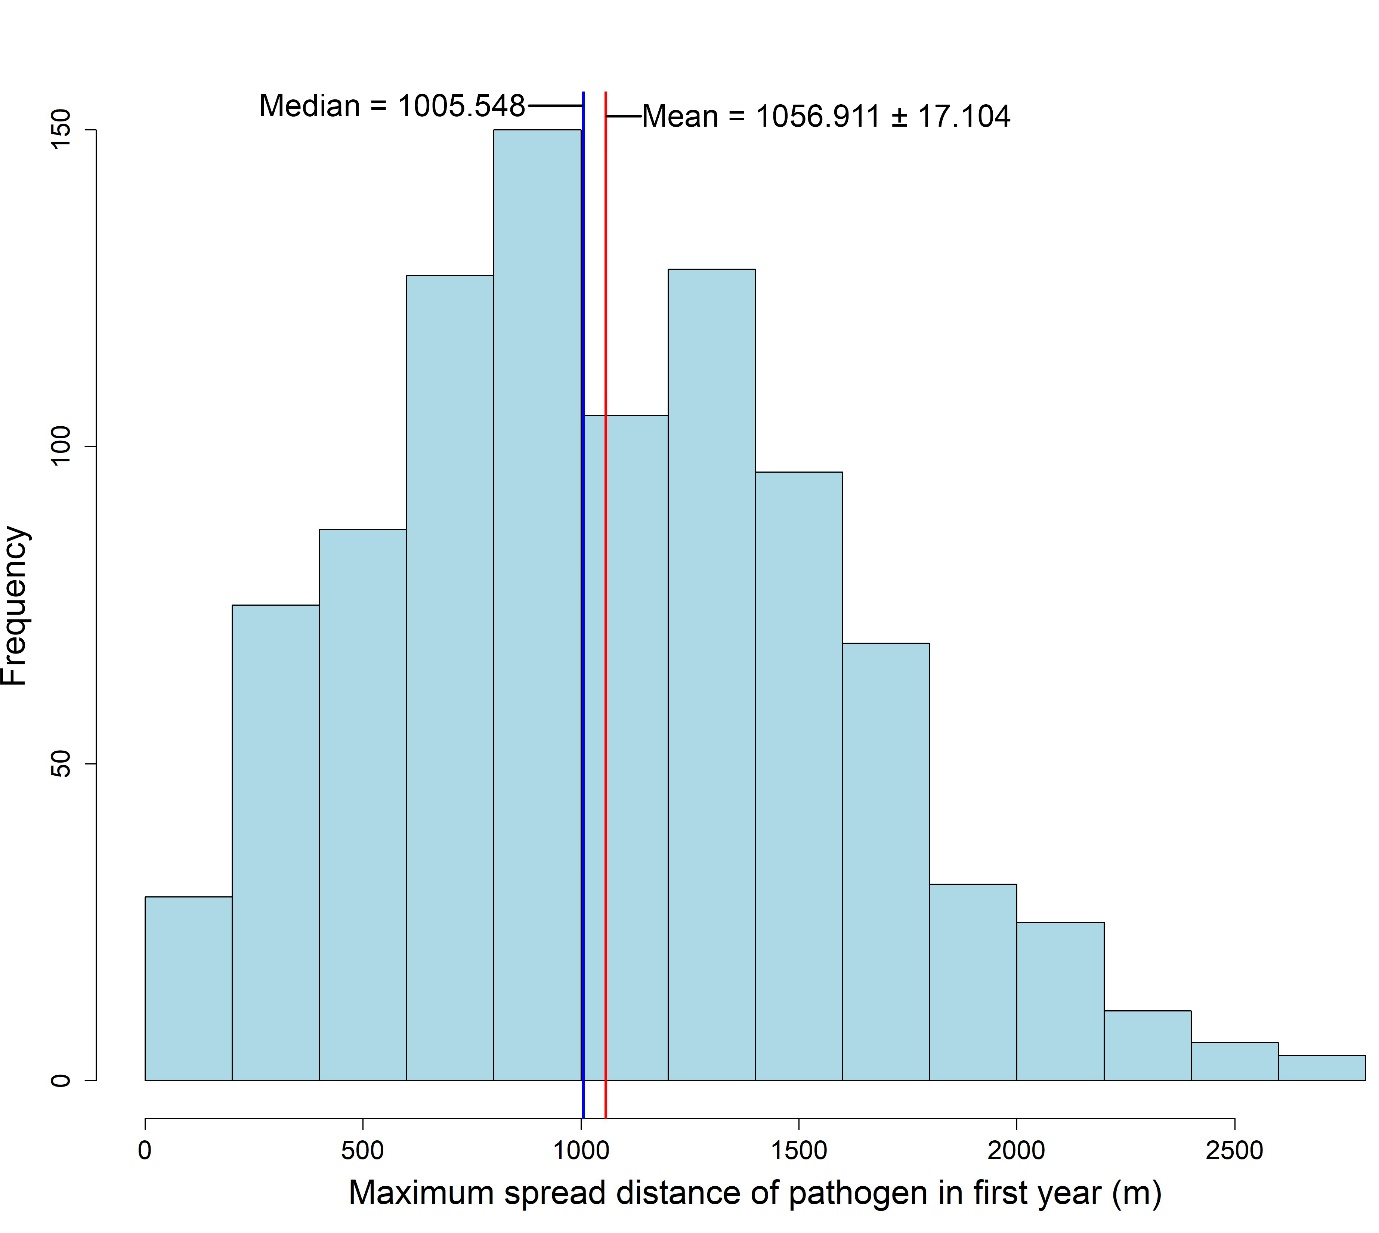 Median = 1005.548
Mean = 1056.911 ± 17.104
150
100
50
0
Frequency
0 500 1000 1500 2000 2500
Maximum spread distance of pathogen in first year (m)